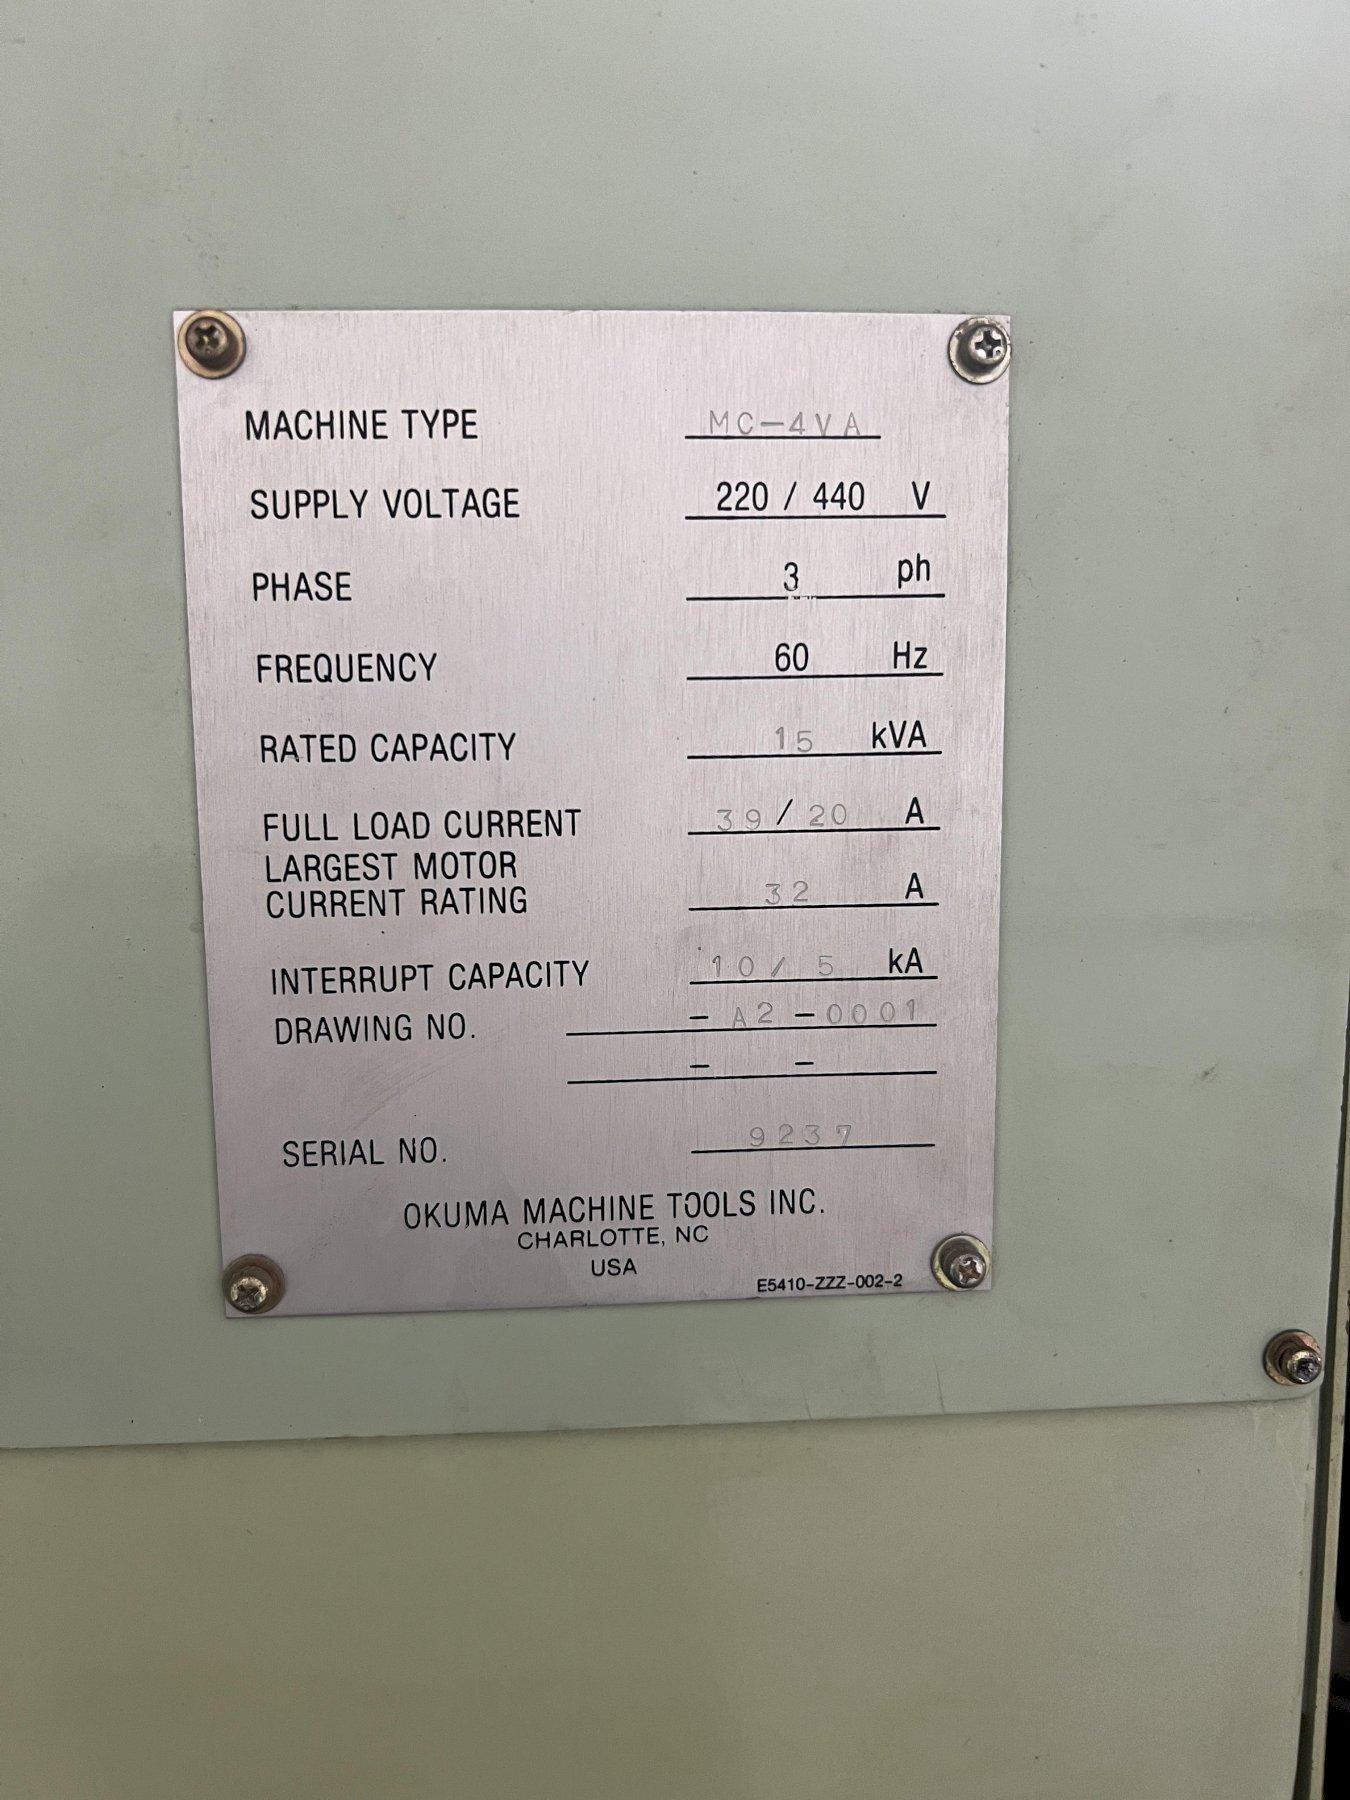 MACHINE TYPE MC-4VA
SUPPLY VOLTAGE 220 / 440 V
PHASE 3 ph
FREQUENCY 60 Hz
RATED CAPACITY 15 kVA
FULL LOAD CURRENT 39 / 20 A
LARGEST MOTOR
CURRENT RATING 32 A
INTERRUPT CAPACITY 10 / 5 kA
DRAWING NO. - A2 - 0001
- -
SERIAL NO. 9237
OKUMA MACHINE TOOLS INC.
CHARLOTTE, NC
USA
E5410-ZZZ-002-2